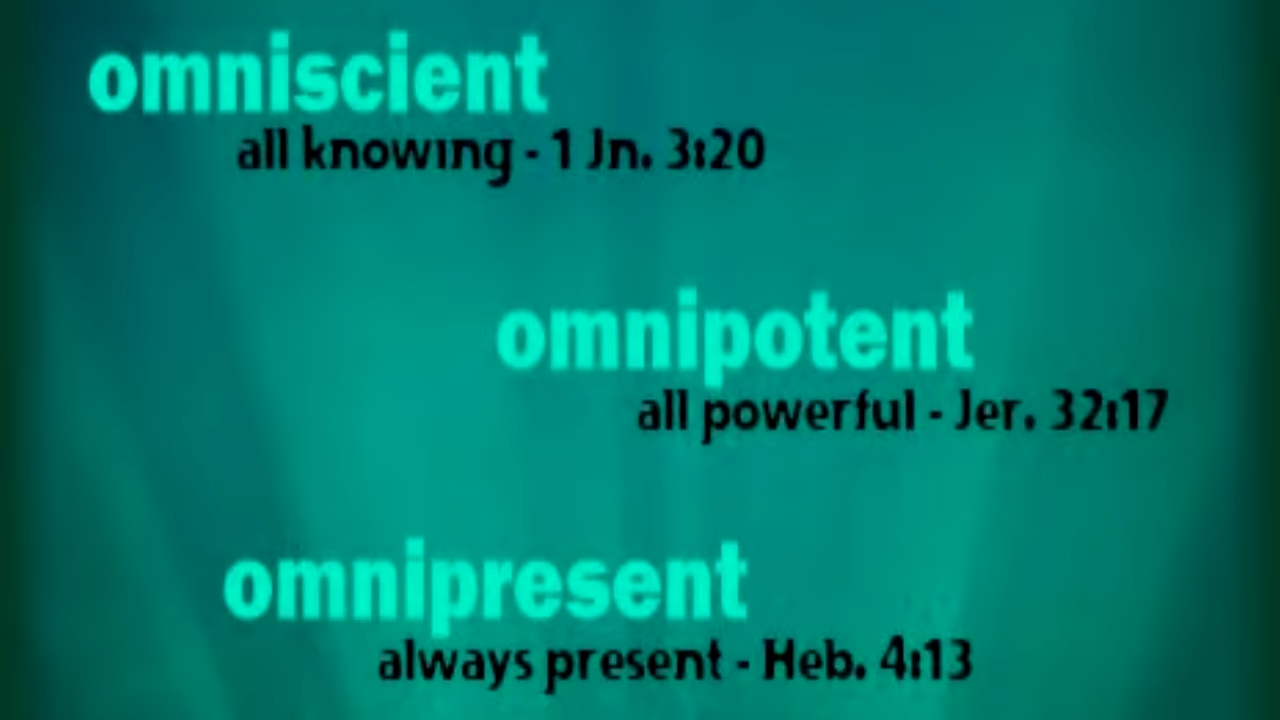 omniscient
all knowing - 1 Jn. 3:20
omnipotent
all powerful - Jer. 32:17
omnipresent
always present - Heb. 4:13